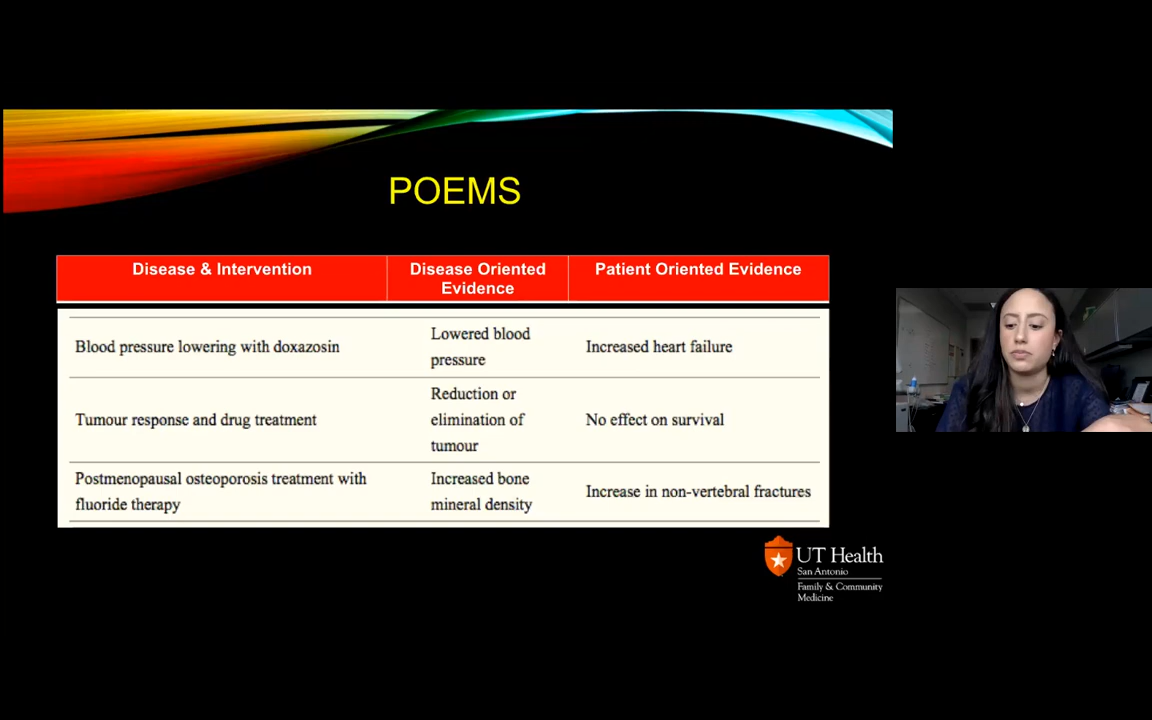 POEMS
Disease & Intervention
Disease Oriented
Evidence
Patient Oriented Evidence
Blood pressure lowering with doxazosin
Lowered blood
pressure
Increased heart failure
Tumour response and drug treatment
Reduction or
elimination of
tumour
No effect on survival
Postmenopausal osteoporosis treatment with
fluoride therapy
Increased bone
mineral density
Increase in non-vertebral fractures
UT Health
San Antonio
Family & Community
Medicine